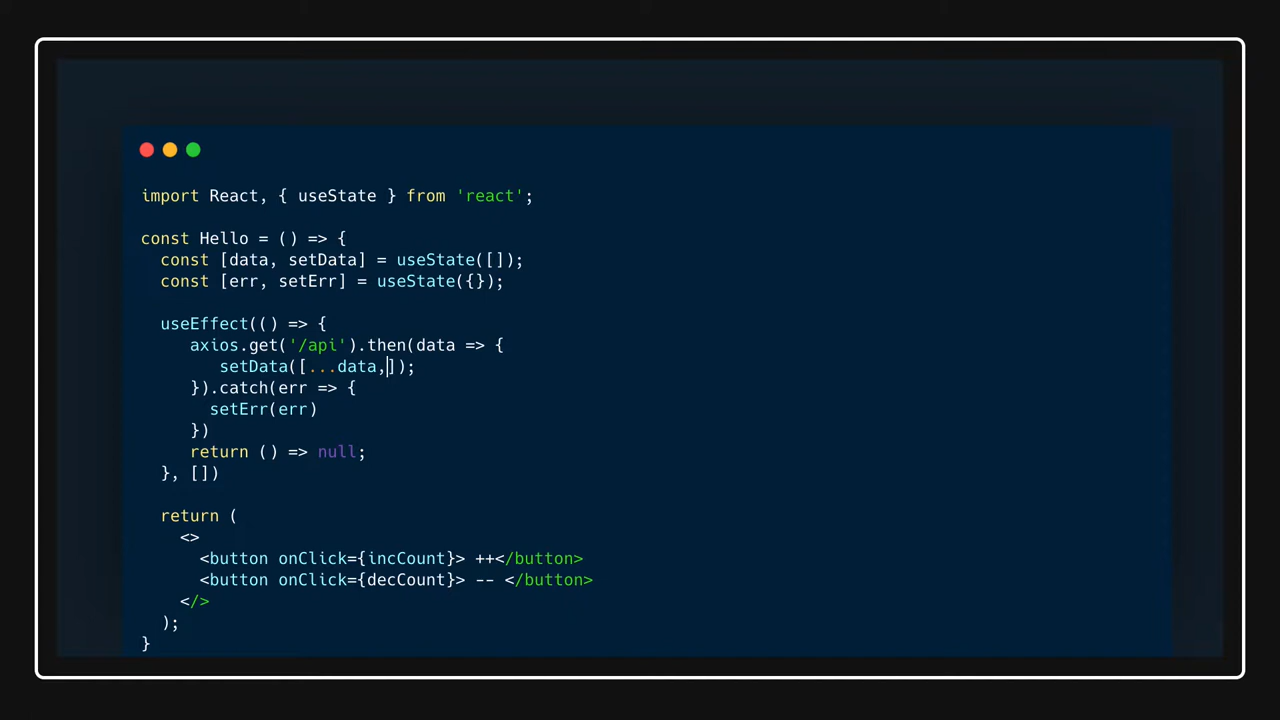 import React, { useState } from 'react';
const Hello = () => {
const [data, setData] = useState([]);
const [err, setErr] = useState({});
useEffect(() => {
axios.get('/api').then(data => {
setData([...data,]);
}).catch(err => {
setErr(err)
})
return () => null;
}, [])
return (
<>
<button onClick={incCount}> ++</button>
<button onClick={decCount}> -- </button>
</>
);
}